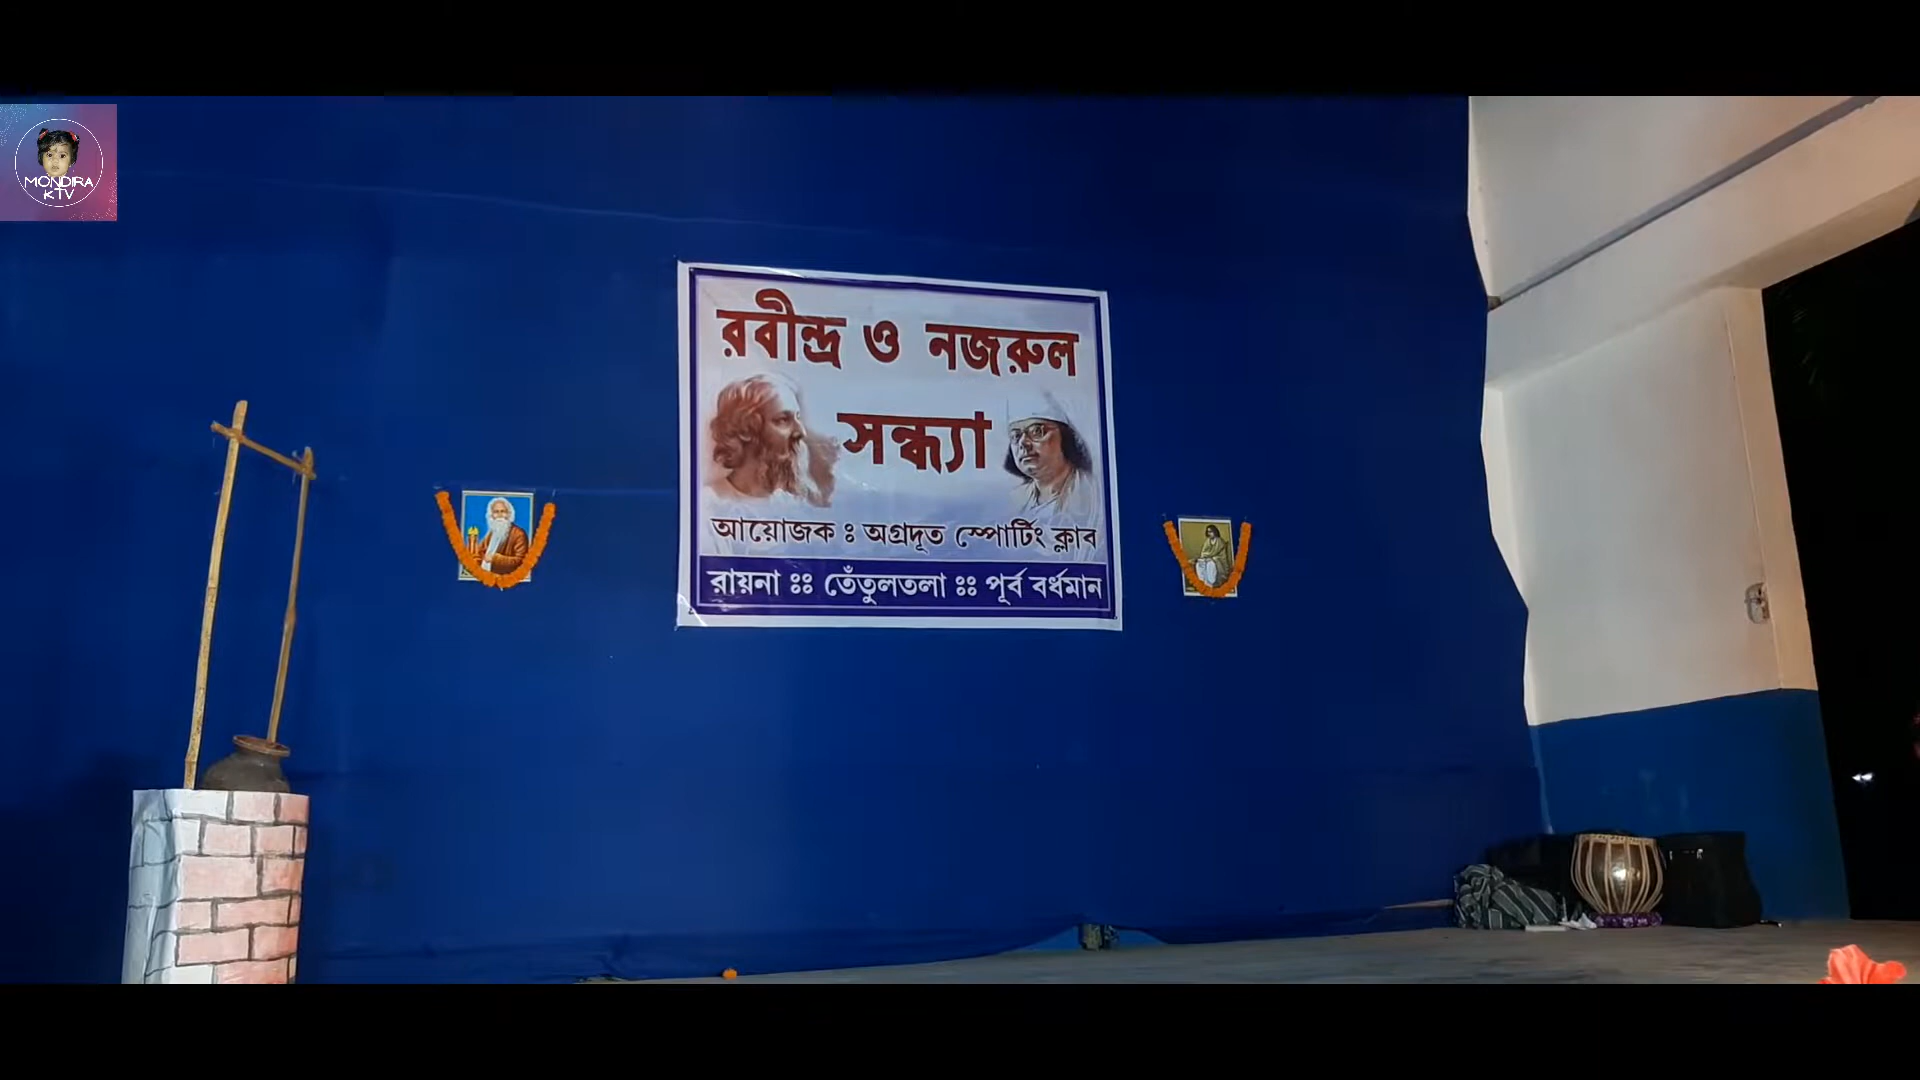 MONDIRA
KTV
রবীন্দ্র ও নজরুল
সন্ধ্যা
আয়োজক ঃ অগ্রদূত স্পোর্টিং ক্লাব
রায়না ঃঃ তেঁতুলতলা ঃঃ পূর্ব বর্ধমান